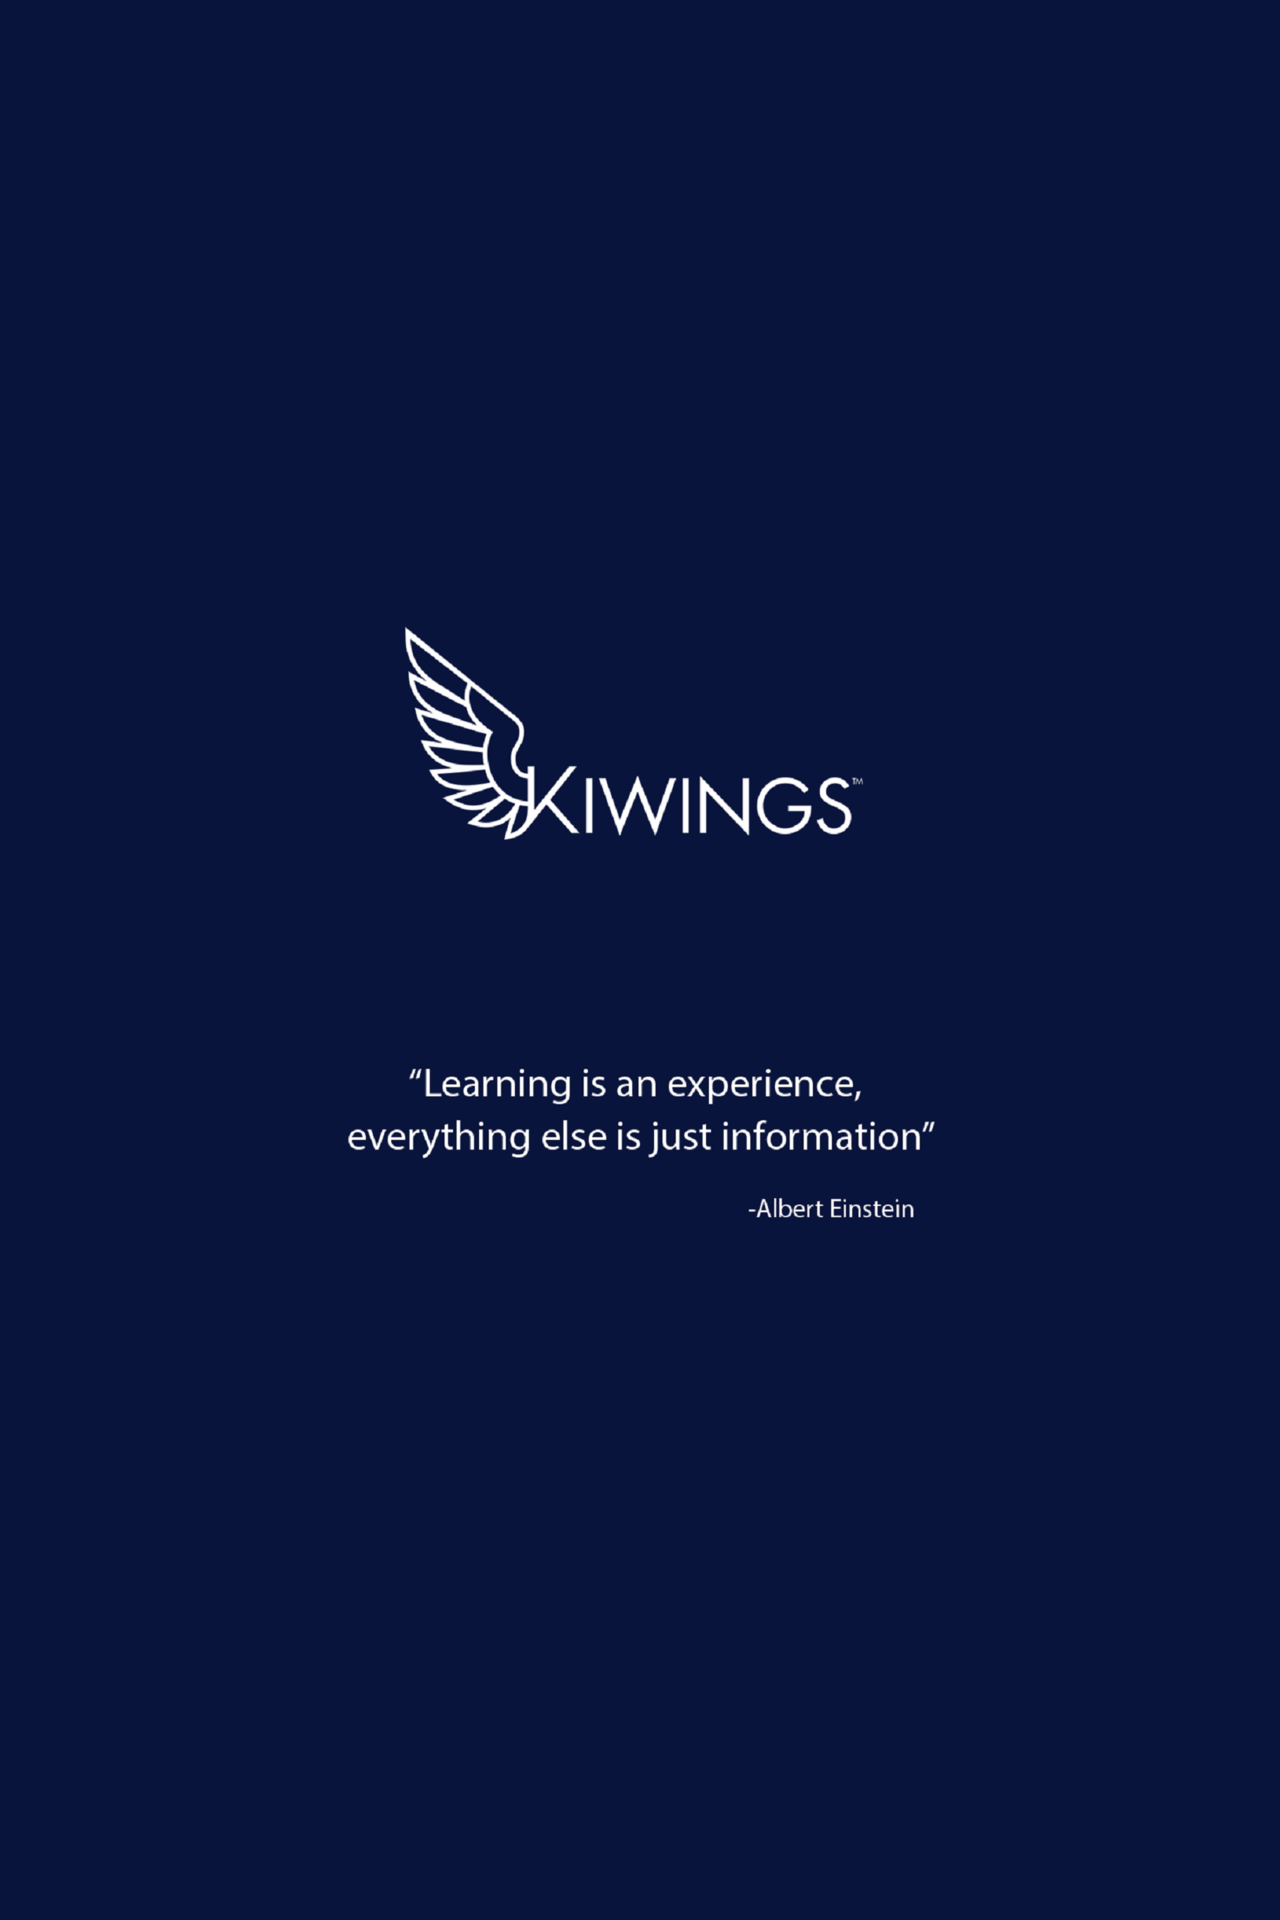 KIWINGS™
“Learning is an experience,
everything else is just information”
-Albert Einstein